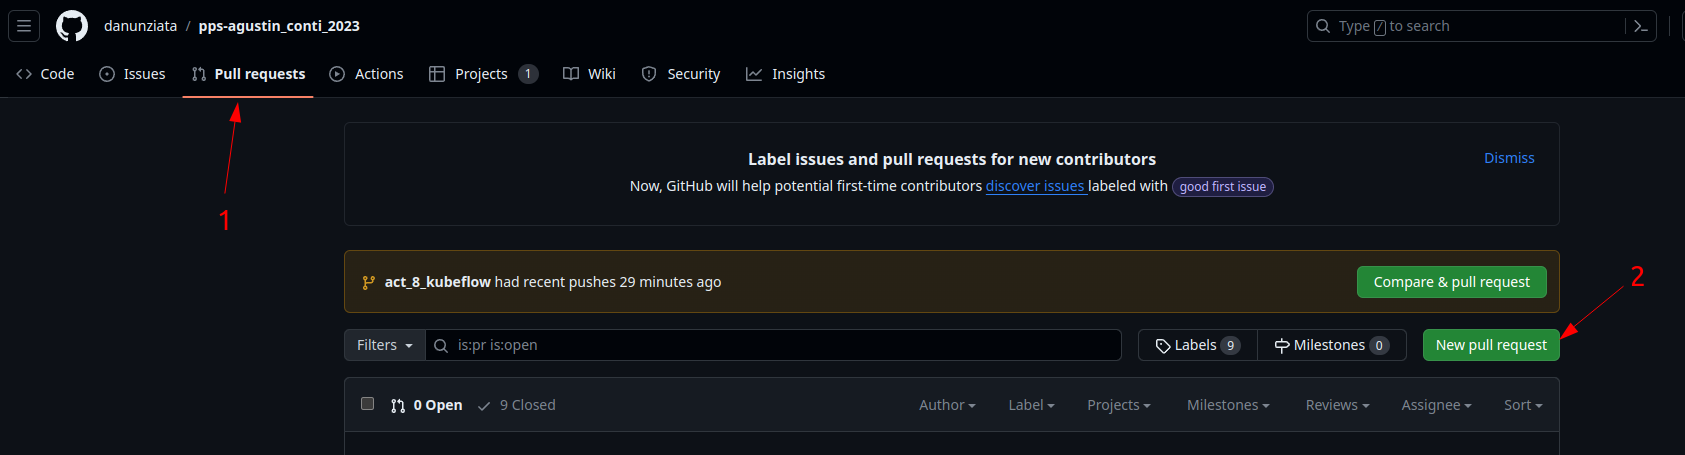 danunziata / pps-agustin_conti_2023
Type / to search
Code Issues Pull requests Actions Projects 1 Wiki Security Insights
1
Label issues and pull requests for new contributors
Dismiss
Now, GitHub will help potential first-time contributors discover issues labeled with good first issue
act_8_kubeflow had recent pushes 29 minutes ago
Compare & pull request
2
Filters is:pr is:open Labels 9 Milestones 0 New pull request
0 Open 9 Closed Author Label Projects Milestones Reviews Assignee Sort